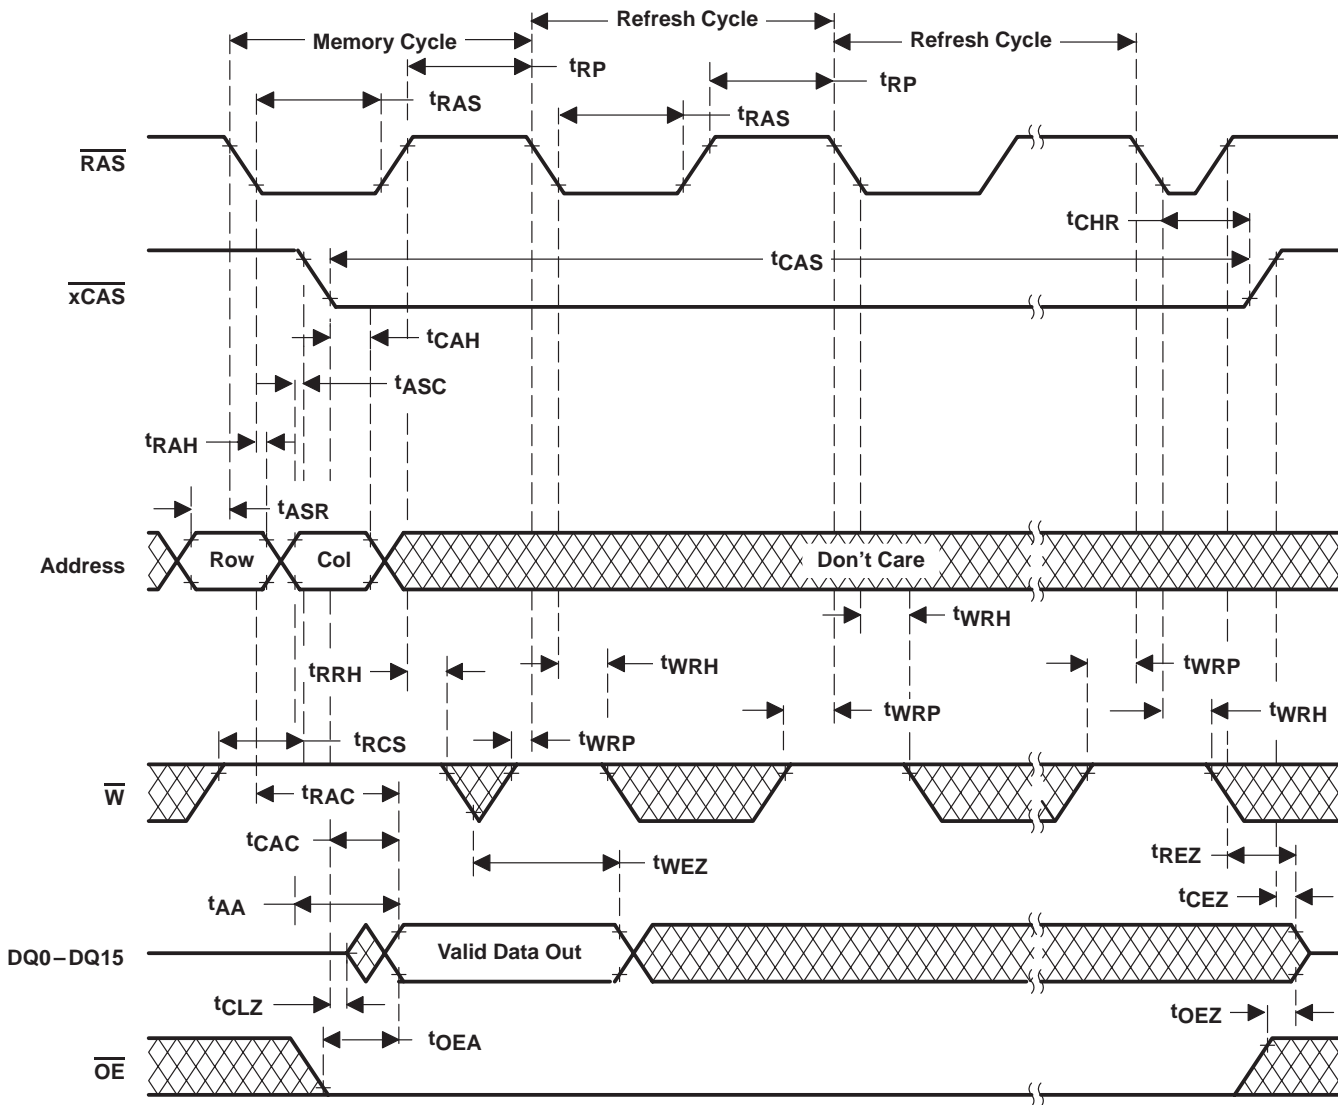 Refresh Cycle
Memory Cycle
Refresh Cycle
tRP
tRP
tRAS
tRAS
RAS
tCHR
tCAS
xCAS
tCAH
tASC
tRAH
tASR
Address
Row
Col
Don't Care
tWRH
tRRH
tWRH
tWRP
tWRP
tWRH
tRCS
tWRP
W
tRAC
tCAC
tWEZ
tREZ
tAA
tCEZ
DQ0–DQ15
Valid Data Out
tCLZ
tOEZ
tOEA
OE